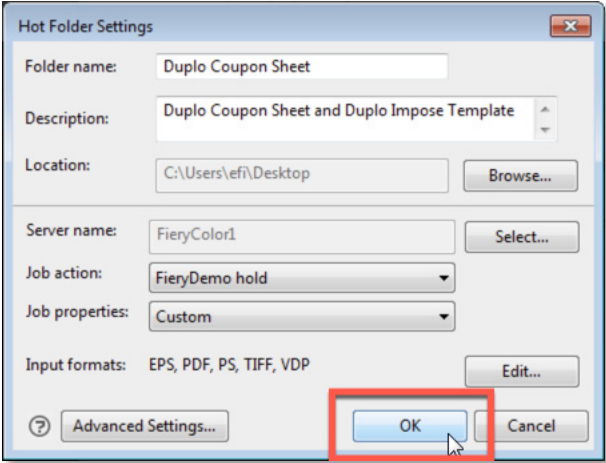 Hot Folder Settings
Folder name: Duplo Coupon Sheet
Description: Duplo Coupon Sheet and Duplo Impose Template
Location: C:\Users\efi\Desktop Browse...
Server name: FieryColor1 Select...
Job action: FieryDemo hold
Job properties: Custom
Input formats: EPS, PDF, PS, TIFF, VDP Edit...
? Advanced Settings... OK Cancel